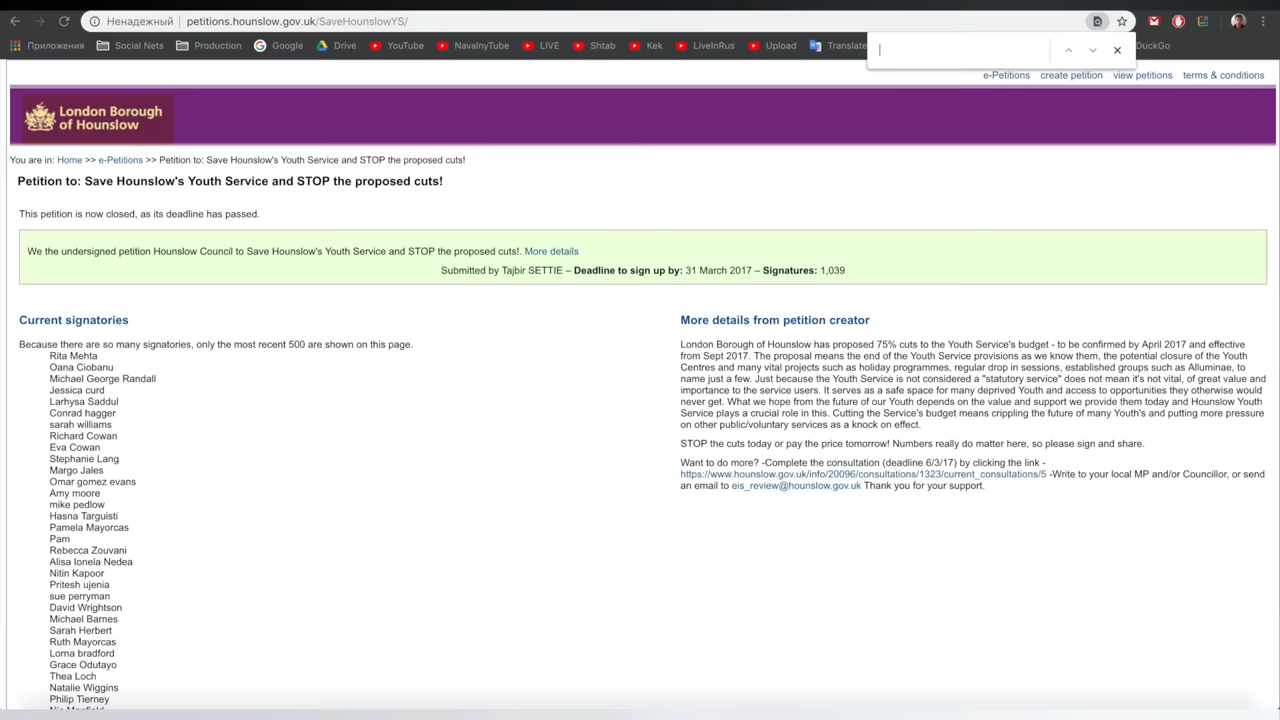 Ненадежный petitions.hounslow.gov.uk/SaveHounslowYS/
Приложения Social Nets Production Google Drive YouTube NavalnyTube LIVE Shtab Kek LiveInRus Upload Translate DuckGo
e-Petitions create petition view petitions terms & conditions
London Borough
of Hounslow
You are in: Home >> e-Petitions >> Petition to: Save Hounslow's Youth Service and STOP the proposed cuts!
Petition to: Save Hounslow's Youth Service and STOP the proposed cuts!
This petition is now closed, as its deadline has passed.
We the undersigned petition Hounslow Council to Save Hounslow's Youth Service and STOP the proposed cuts!. More details
Submitted by Tajbir SETTIE – Deadline to sign up by: 31 March 2017 – Signatures: 1,039
Current signatories
Because there are so many signatories, only the most recent 500 are shown on this page.
Rita Mehta
Oana Ciobanu
Michael George Randall
Jessica curd
Larhysa Saddul
Conrad hagger
sarah williams
Richard Cowan
Eva Cowan
Stephanie Lang
Margo Jales
Omar gomez evans
Amy moore
mike pedlow
Hasna Targuisti
Pamela Mayorcas
Pam
Rebecca Zouvani
Alisa Ionela Nedea
Nitin Kapoor
Pritesh ujenia
sue perryman
David Wrightson
Michael Barnes
Sarah Herbert
Ruth Mayorcas
Lorna bradford
Grace Odutayo
Thea Loch
Natalie Wiggins
Philip Tierney
More details from petition creator
London Borough of Hounslow has proposed 75% cuts to the Youth Service's budget - to be confirmed by April 2017 and effective
from Sept 2017. The proposal means the end of the Youth Service provisions as we know them, the potential closure of the Youth
Centres and many vital projects such as holiday programmes, regular drop in sessions, established groups such as Alluminae, to
name just a few. Just because the Youth Service is not considered a "statutory service" does not mean it's not vital, of great value and
importance to the service users. It serves as a safe space for many deprived Youth and access to opportunities they otherwise would
never get. What we hope from the future of our Youth depends on the value and support we provide them today and Hounslow Youth
Service plays a crucial role in this. Cutting the Service's budget means crippling the future of many Youth's and putting more pressure
on other public/voluntary services as a knock on effect.
STOP the cuts today or pay the price tomorrow! Numbers really do matter here, so please sign and share.
Want to do more? -Complete the consultation (deadline 6/3/17) by clicking the link -
https://www.hounslow.gov.uk/info/20096/consultations/1323/current_consultations/5 -Write to your local MP and/or Councillor, or send
an email to eis_review@hounslow.gov.uk Thank you for your support.